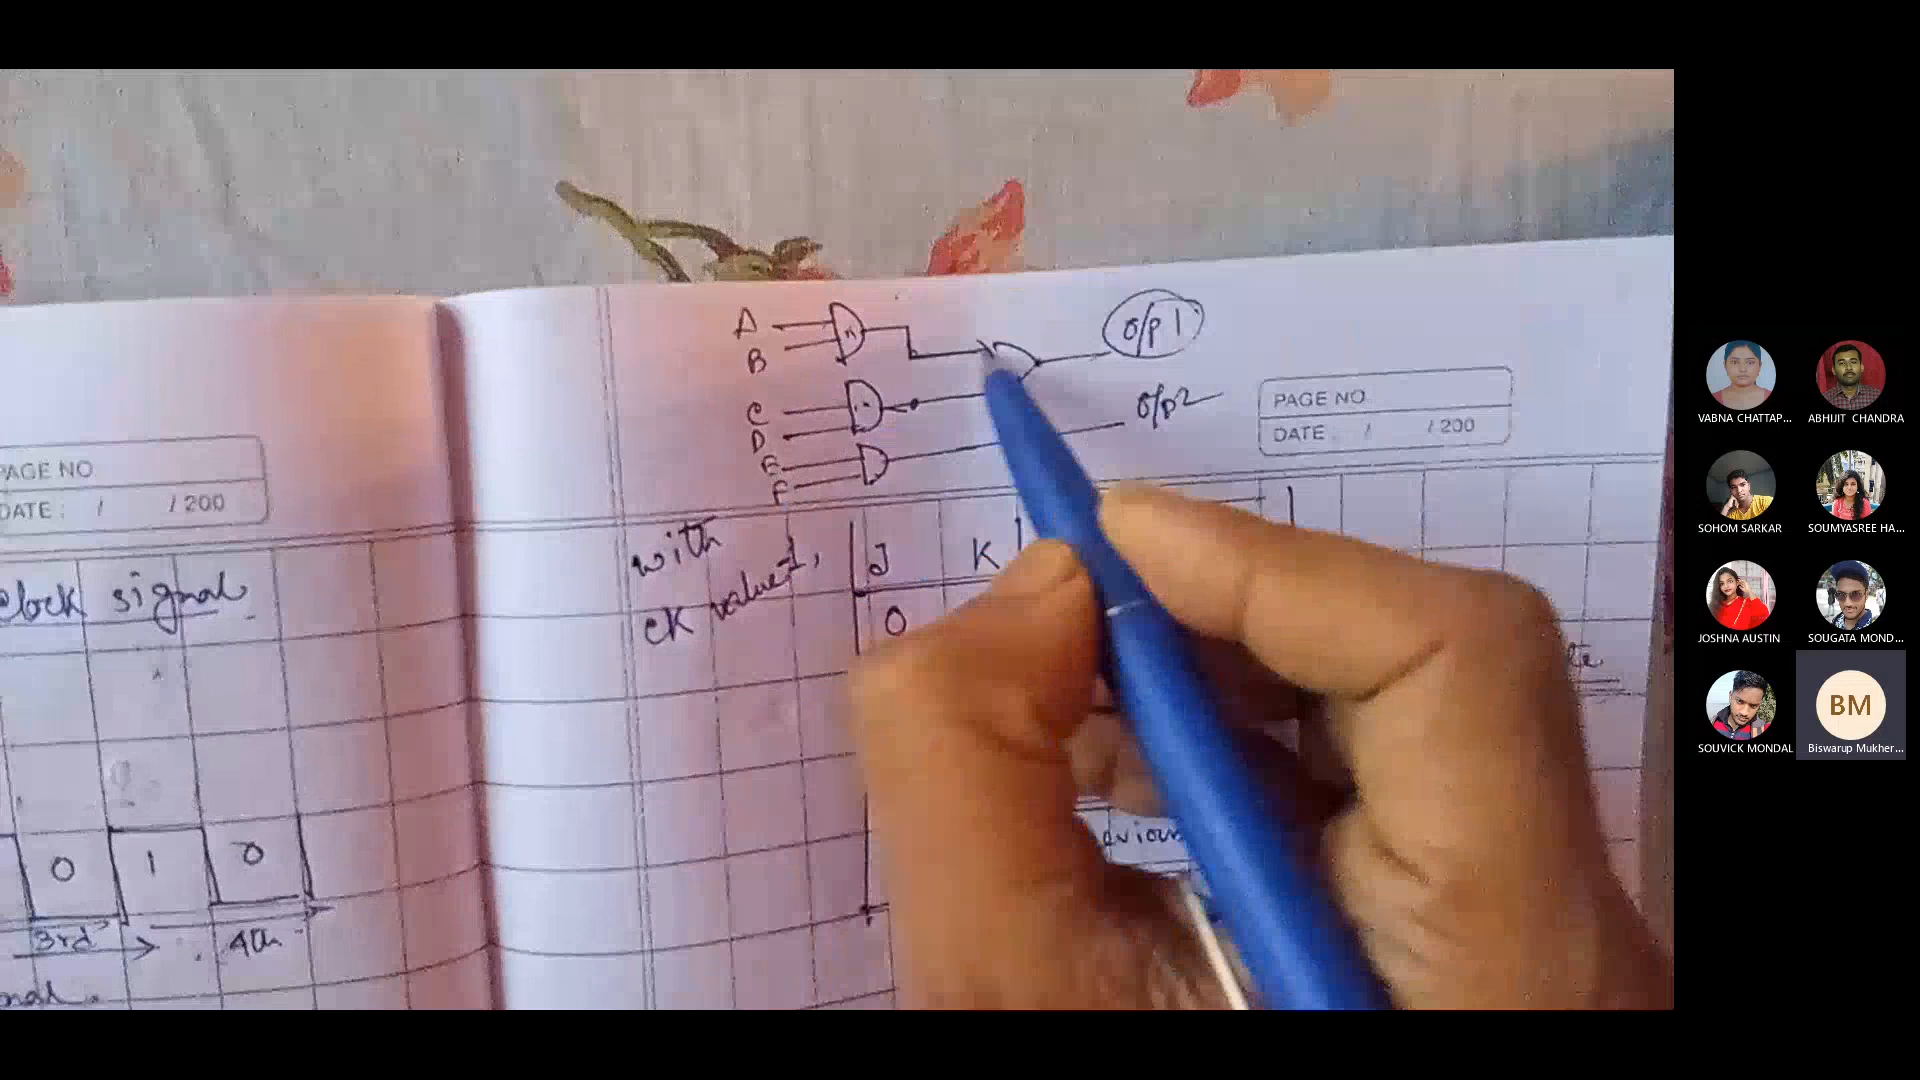 A
B
C
D
E
F
o/p 1
o/p 2
PAGE NO
DATE : / / 200
PAGE NO
DATE : / / 200
clock signal
with
CK value 1,
J K
0
0 1 0
3rd 4th
VABNA CHATTAP...
ABHIJIT CHANDRA
SOHOM SARKAR
SOUMYASREE HA...
JOSHNA AUSTIN
SOUGATA MOND...
SOUVICK MONDAL
BM
Biswarup Mukher...